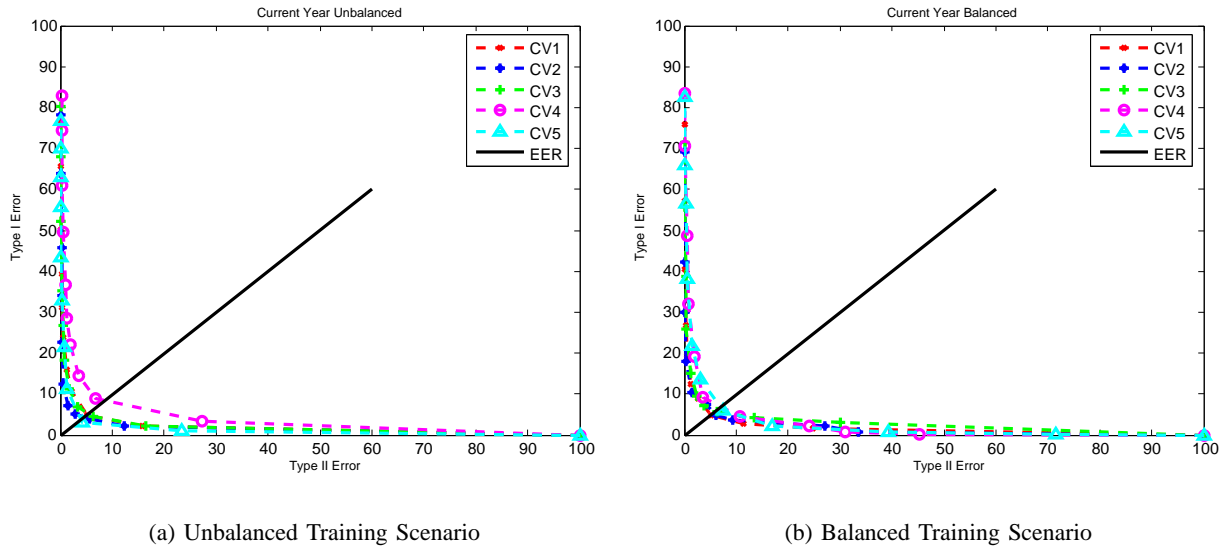 Current Year Unbalanced
100
90
80
70
60
50
40
30
20
10
0
Type I Error
0 10 20 30 40 50 60 70 80 90 100
Type II Error
CV1
CV2
CV3
CV4
CV5
EER
(a) Unbalanced Training Scenario
Current Year Balanced
100
90
80
70
60
50
40
30
20
10
0
Type I Error
0 10 20 30 40 50 60 70 80 90 100
Type II Error
CV1
CV2
CV3
CV4
CV5
EER
(b) Balanced Training Scenario